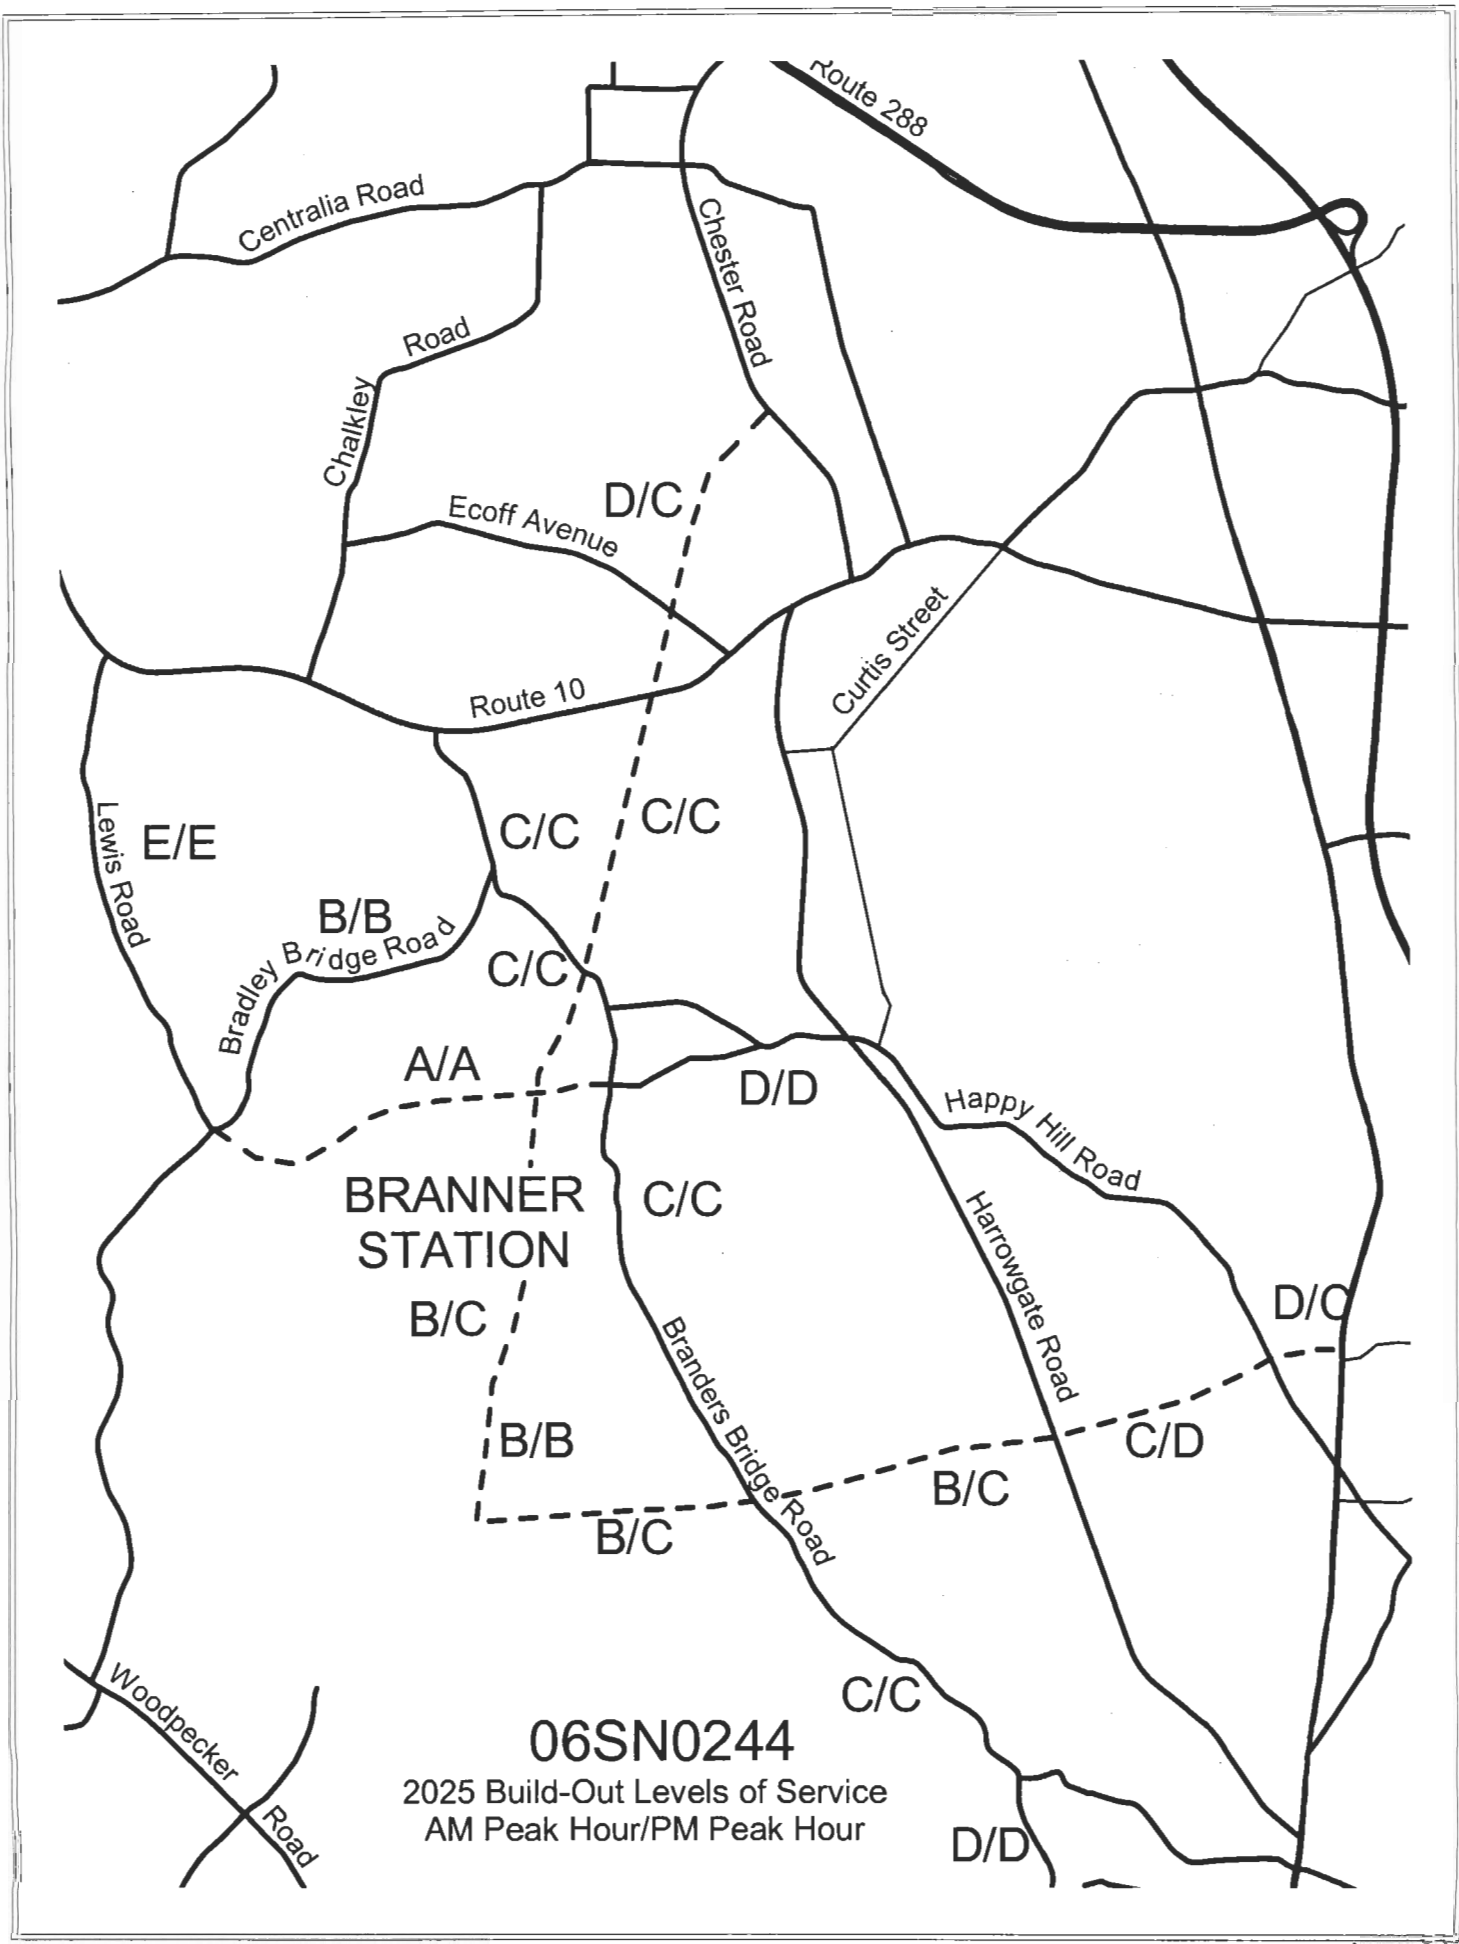 Route 288
Centralia Road
Chester Road
Road
Chalkley
D/C
Ecoff Avenue
Curtis Street
Route 10
Lewis Road
E/E
C/C
C/C
B/B
Bradley Bridge Road
C/C
A/A
D/D
Happy Hill Road
BRANNER
STATION
C/C
Harrowgate Road
B/C
D/C
Branders Bridge Road
B/B
C/D
B/C
B/C
Woodpecker
Road
C/C
06SN0244
2025 Build-Out Levels of Service
AM Peak Hour/PM Peak Hour
D/D